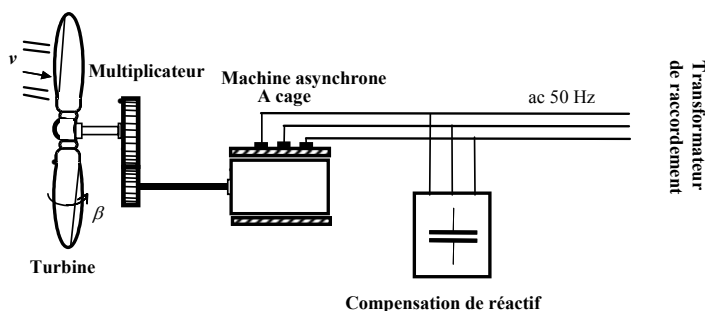 v
Multiplicateur
Machine asynchrone
A cage
ac 50 Hz
Transformateur
de raccordement
β
Turbine
Compensation de réactif